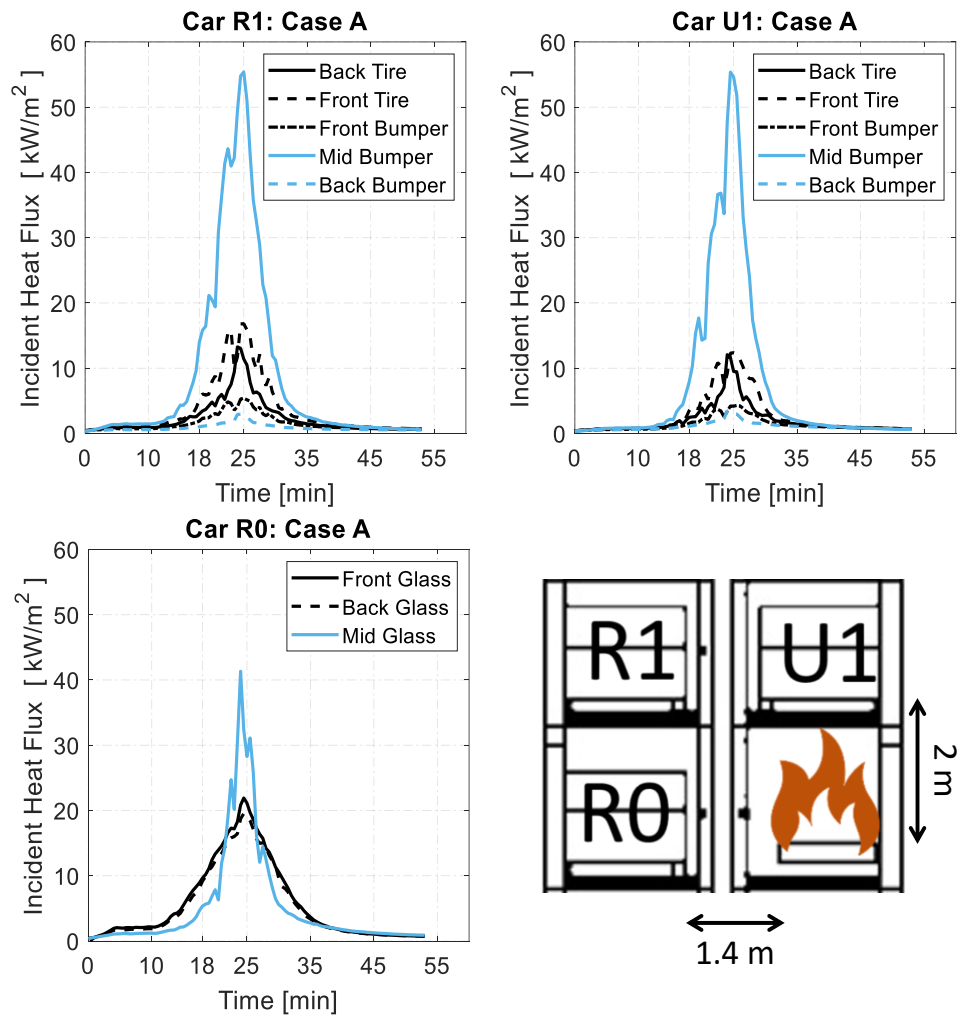 Car R1: Case A
60
50
40
30
20
10
0
Incident Heat Flux [ kW/m2 ]
Back Tire
Front Tire
Front Bumper
Mid Bumper
Back Bumper
0 10 18 25 35 45 55
Time [min]
Car U1: Case A
60
50
40
30
20
10
0
Incident Heat Flux [ kW/m2 ]
Back Tire
Front Tire
Front Bumper
Mid Bumper
Back Bumper
0 10 18 25 35 45 55
Time [min]
Car R0: Case A
60
50
40
30
20
10
0
Incident Heat Flux [ kW/m2 ]
Front Glass
Back Glass
Mid Glass
0 10 18 25 35 45 55
Time [min]
R1
U1
R0
2 m
1.4 m